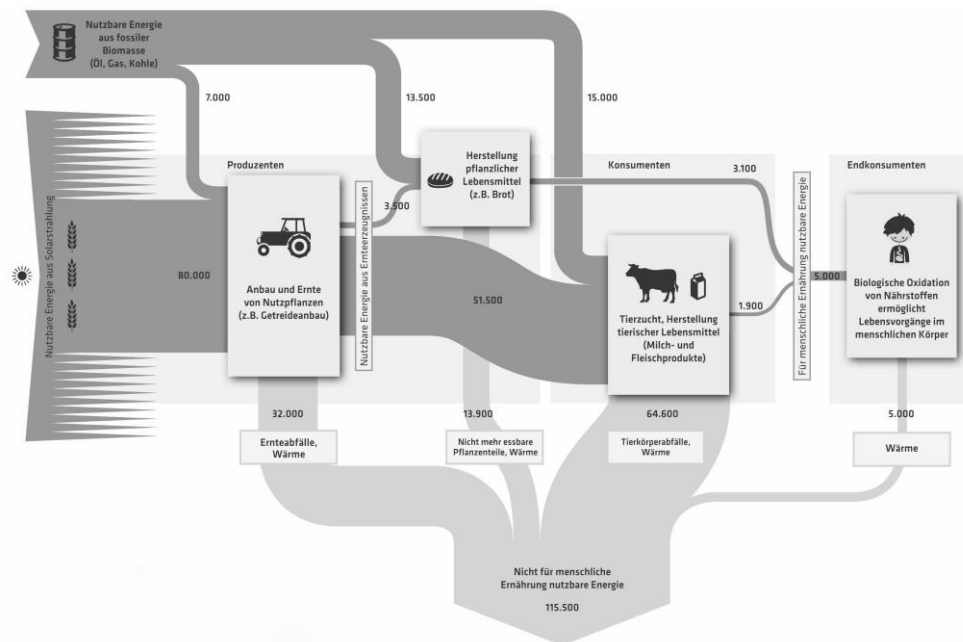 Nutzbare Energie
aus fossiler
Biomasse
(Öl, Gas, Kohle)
7.000
13.500
15.000
Produzenten
Konsumenten
Endkonsumenten
Nutzbare Energie aus Solarstrahlung
80.000
Anbau und Ernte
von Nutzpflanzen
(z.B. Getreideanbau)
Nutzbare Energie aus Ernteerzeugnissen
3.500
Herstellung
pflanzlicher
Lebensmittel
(z.B. Brot)
3.100
51.500
Tierzucht, Herstellung
tierischer Lebensmittel
(Milch- und
Fleischprodukte)
1.900
Für menschliche Ernährung nutzbare Energie
5.000
Biologische Oxidation
von Nährstoffen
ermöglicht
Lebensvorgänge im
menschlichen Körper
32.000
13.900
64.600
5.000
Ernteabfälle,
Wärme
Nicht mehr essbare
Pflanzenteile, Wärme
Tierkörperabfälle,
Wärme
Wärme
Nicht für menschliche
Ernährung nutzbare Energie
115.500